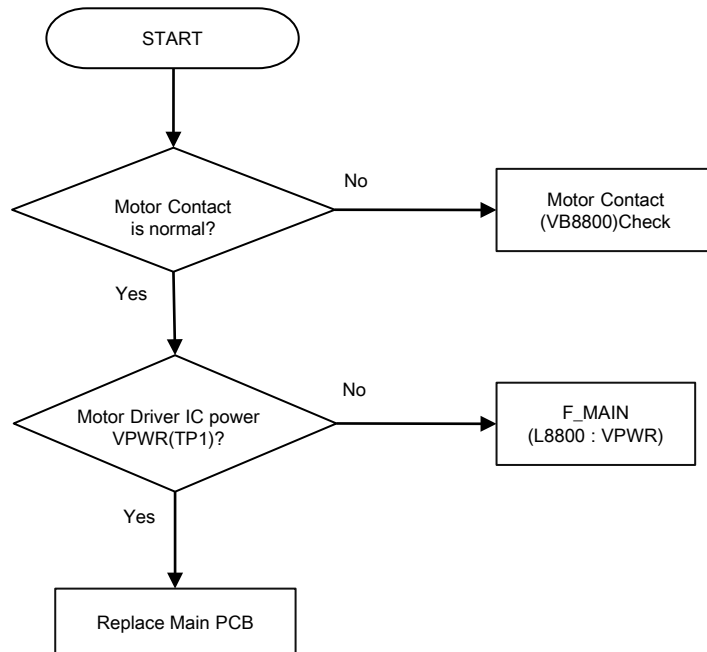 START
Motor Contact
is normal?
No
Motor Contact
(VB8800)Check
Yes
Motor Driver IC power
VPWR(TP1)?
No
F_MAIN
(L8800 : VPWR)
Yes
Replace Main PCB